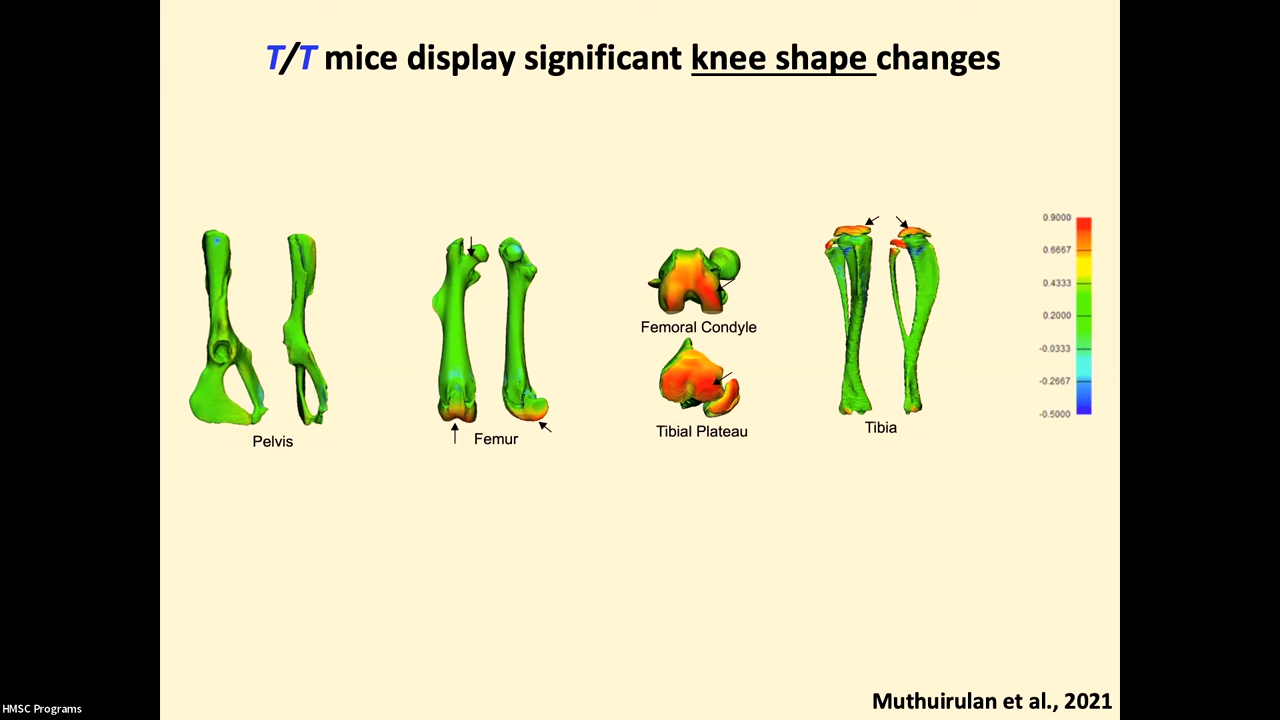 T/T mice display significant knee shape changes
Pelvis
Femur
Femoral Condyle
Tibial Plateau
Tibia
0.9000
0.6667
0.4333
0.2000
-0.0333
-0.2667
-0.5000
Muthuirulan et al., 2021
HMSC Programs